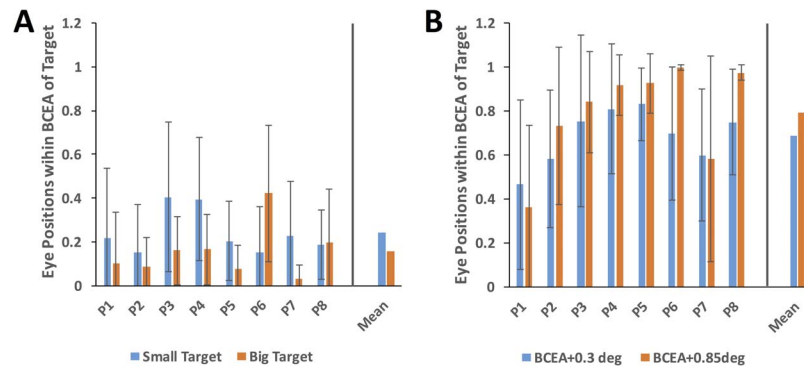 A
Eye Positions wihin BCEA of Target
1.2
1
0.8
0.6
0.4
0.2
0
P1 P2 P3 P4 P5 P6 P7 P8 Mean
Small Target Big Target
B
Eye Positions within BCEA of Target
1.2
1
0.8
0.6
0.4
0.2
0
P1 P2 P3 P4 P5 P6 P7 P8 Mean
BCEA+0.3 deg BCEA+0.85deg